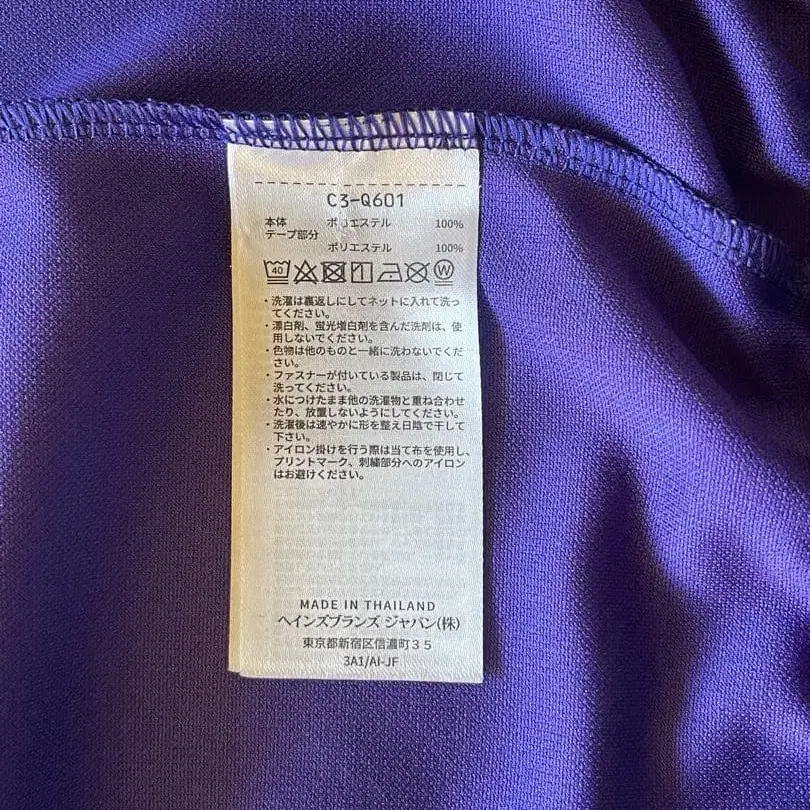 C3-Q601
本体 ポリエステル 100%
テープ部分
ポリエステル 100%
40 W
・洗濯は裏返しにしてネットに入れて洗っ
てください。
・漂白剤、蛍光増白剤を含んだ洗剤は、使
用しないでください。
・色物は他のものと一緒に洗わないでくだ
さい。
・ファスナーが付いている製品は、閉じて
洗ってください。
・水につけたまま他の洗濯物と重ね合わせ
たり、放置しないようにしてください。
・洗濯後は速やかに形を整え日陰で干して
下さい。
・アイロン掛けを行う際は当て布を使用し、
プリントマーク、刺繍部分へのアイロン
はお避けください。
MADE IN THAILAND
ヘインズブランズ ジャパン(株)
東京都新宿区信濃町35
3A1/AI-JF